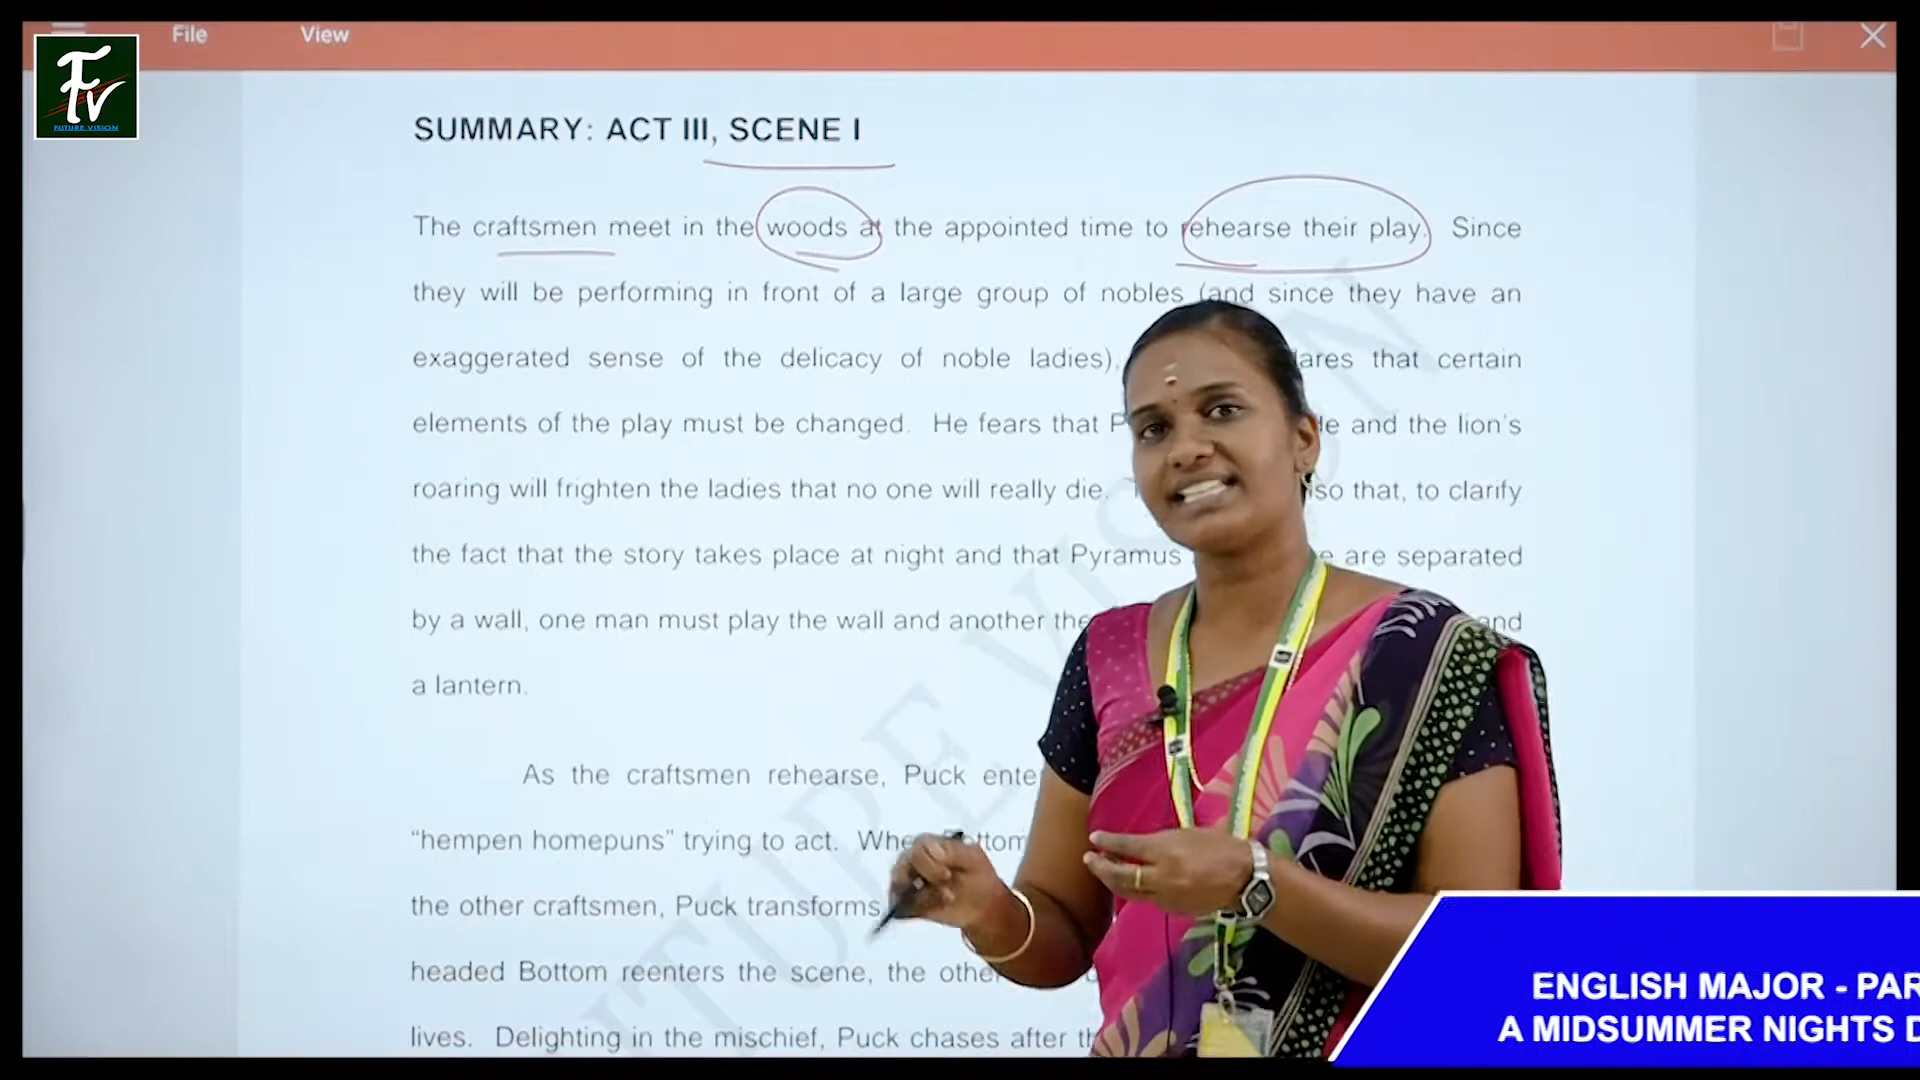 File View
Fv
FUTURE VISION
SUMMARY: ACT III, SCENE I
The craftsmen meet in the woods at the appointed time to rehearse their play. Since
they will be performing in front of a large group of nobles (and since they have an
exaggerated sense of the delicacy of noble ladies), that certain
elements of the play must be changed. He fears that and the lion's
roaring will frighten the ladies that no one will really die. so that, to clarify
the fact that the story takes place at night and that Pyramus are separated
by a wall, one man must play the wall and another the and
a lantern.
As the craftsmen rehearse, Puck
"hempen homepuns" trying to act.
the other craftsmen, Puck transforms
headed Bottom reenters the scene, the
lives. Delighting in the mischief, Puck chases after
ENGLISH MAJOR - PAR
A MIDSUMMER NIGHTS D